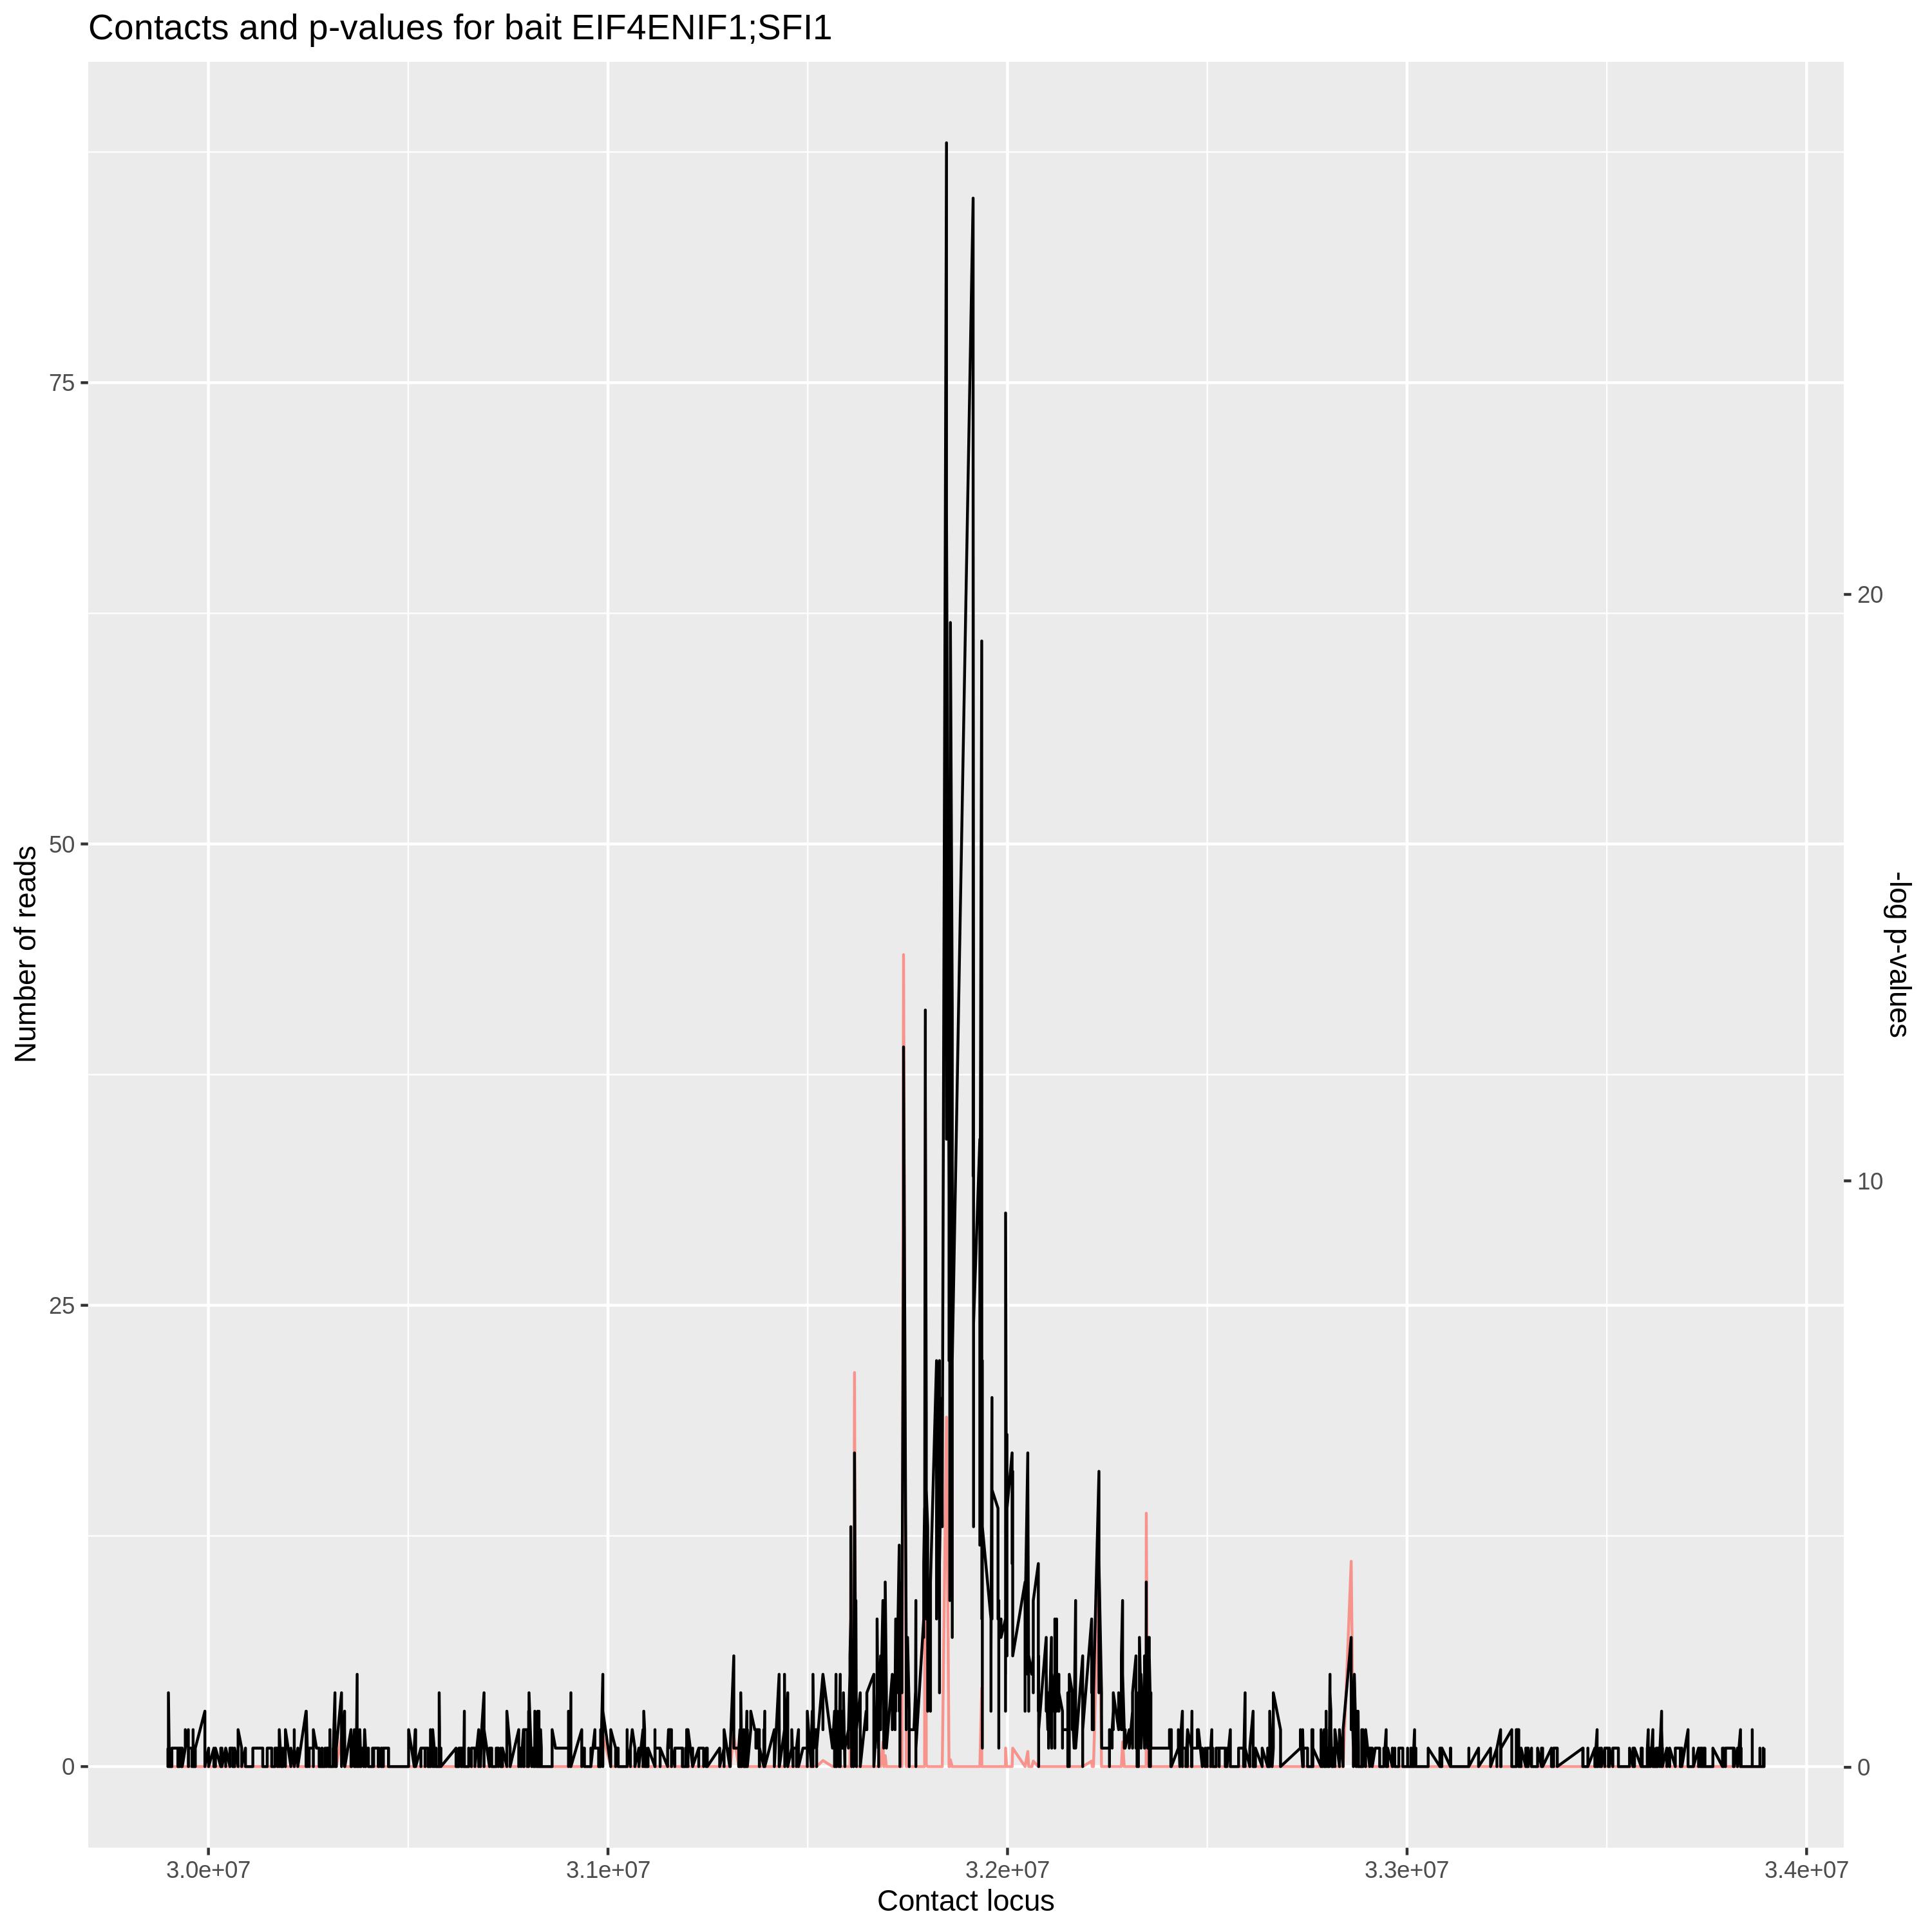 Contacts and p-values for bait EIF4ENIF1;SFI1
Number of reads
75
50
25
0
20
10
0
-log p-values
3.0e+07
3.1e+07
3.2e+07
3.3e+07
3.4e+07
Contact locus